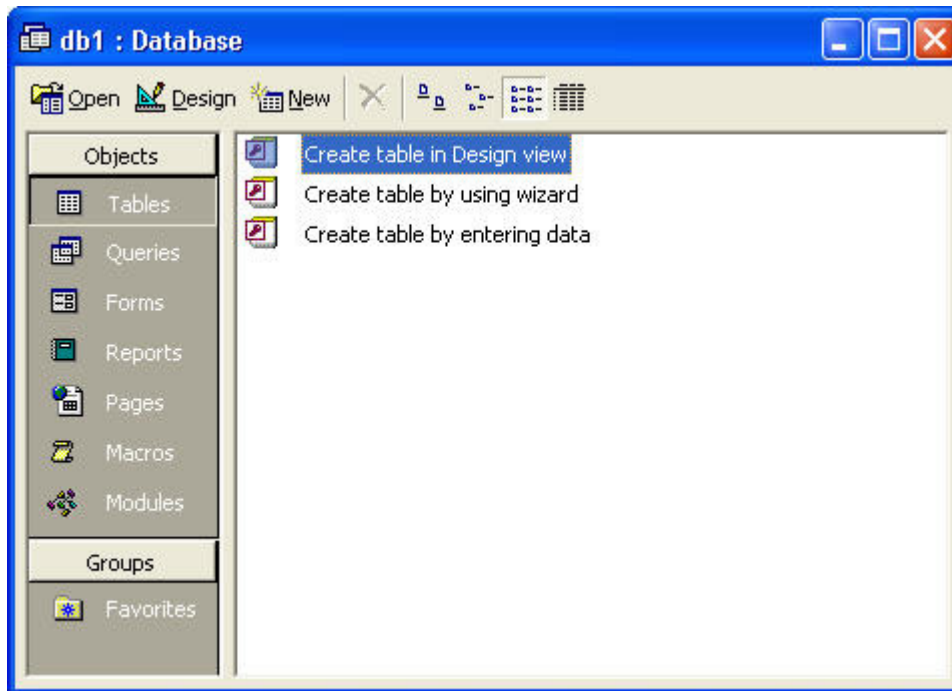 db1 : Database
Open Design New
Objects
Tables
Queries
Forms
Reports
Pages
Macros
Modules
Groups
Favorites
Create table in Design view
Create table by using wizard
Create table by entering data